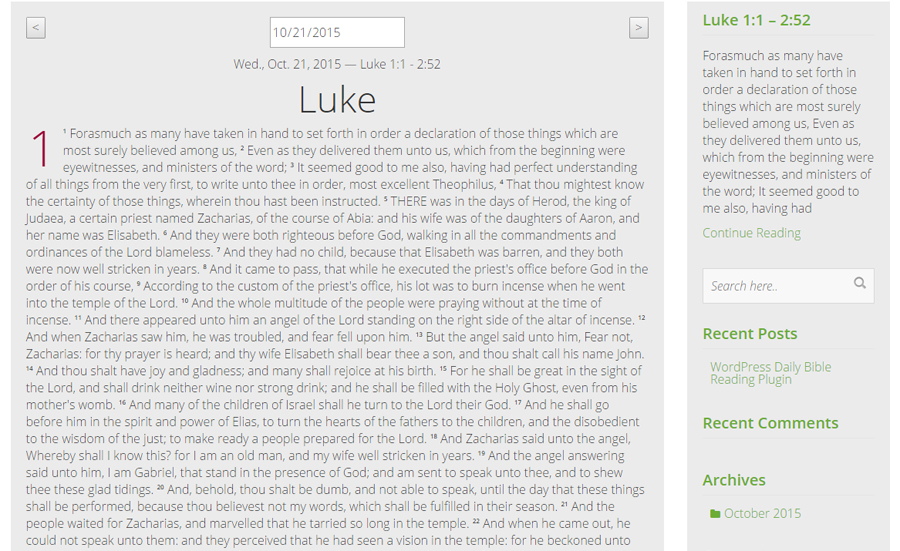 <
10/21/2015
>
Wed., Oct. 21, 2015 — Luke 1:1 - 2:52
Luke
1
¹ Forasmuch as many have taken in hand to set forth in order a declaration of those things which are
most surely believed among us, ² Even as they delivered them unto us, which from the beginning were
eyewitnesses, and ministers of the word; ³ It seemed good to me also, having had perfect understanding
of all things from the very first, to write unto thee in order, most excellent Theophilus, ⁴ That thou mightest know
the certainty of those things, wherein thou hast been instructed. ⁵ THERE was in the days of Herod, the king of
Judaea, a certain priest named Zacharias, of the course of Abia: and his wife was of the daughters of Aaron, and
her name was Elisabeth. ⁶ And they were both righteous before God, walking in all the commandments and
ordinances of the Lord blameless. ⁷ And they had no child, because that Elisabeth was barren, and they both
were now well stricken in years. ⁸ And it came to pass, that while he executed the priest's office before God in the
order of his course, ⁹ According to the custom of the priest's office, his lot was to burn incense when he went
into the temple of the Lord. ¹⁰ And the whole multitude of the people were praying without at the time of
incense. ¹¹ And there appeared unto him an angel of the Lord standing on the right side of the altar of incense. ¹²
And when Zacharias saw him, he was troubled, and fear fell upon him. ¹³ But the angel said unto him, Fear not,
Zacharias: for thy prayer is heard; and thy wife Elisabeth shall bear thee a son, and thou shalt call his name John.
¹⁴ And thou shalt have joy and gladness; and many shall rejoice at his birth. ¹⁵ For he shall be great in the sight of
the Lord, and shall drink neither wine nor strong drink; and he shall be filled with the Holy Ghost, even from his
mother's womb. ¹⁶ And many of the children of Israel shall he turn to the Lord their God. ¹⁷ And he shall go
before him in the spirit and power of Elias, to turn the hearts of the fathers to the children, and the disobedient
to the wisdom of the just; to make ready a people prepared for the Lord. ¹⁸ And Zacharias said unto the angel,
Whereby shall I know this? for I am an old man, and my wife well stricken in years. ¹⁹ And the angel answering
said unto him, I am Gabriel, that stand in the presence of God; and am sent to speak unto thee, and to shew
thee these glad tidings. ²⁰ And, behold, thou shalt be dumb, and not able to speak, until the day that these things
shall be performed, because thou believest not my words, which shall be fulfilled in their season. ²¹ And the
people waited for Zacharias, and marvelled that he tarried so long in the temple. ²² And when he came out, he
could not speak unto them: and they perceived that he had seen a vision in the temple: for he beckoned unto
Luke 1:1 – 2:52
Forasmuch as many have
taken in hand to set forth in
order a declaration of those
things which are most surely
believed among us, Even as
they delivered them unto us,
which from the beginning were
eyewitnesses, and ministers of
the word; It seemed good to
me also, having had
Continue Reading
Search here..
Recent Posts
WordPress Daily Bible
Reading Plugin
Recent Comments
Archives
October 2015